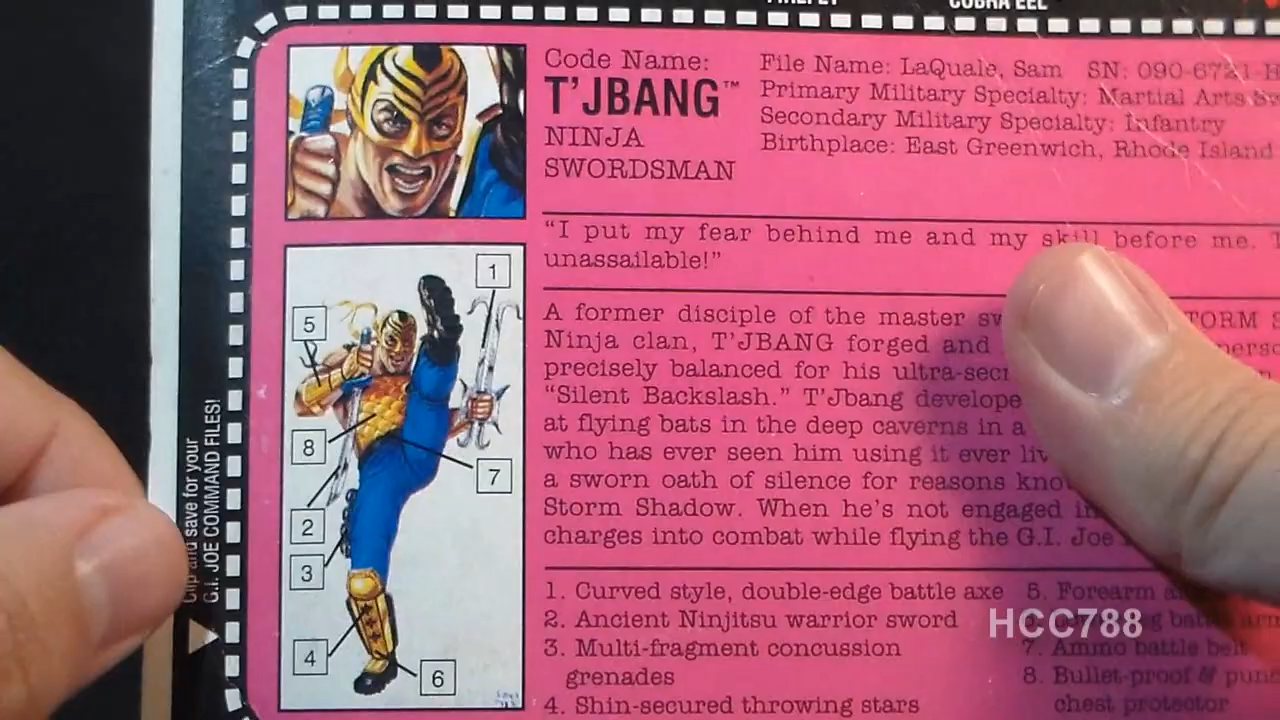 COBRA EEL
Code Name:
T'JBANG™
NINJA
SWORDSMAN
File Name: LaQuale, Sam SN: 090-6721-H
Primary Military Specialty: Martial Arts
Secondary Military Specialty: Infantry
Birthplace: East Greenwich, Rhode Island
"I put my fear behind me and my skill before me.
unassailable!"
A former disciple of the master
Ninja clan, T'JBANG forged and
precisely balanced for his
"Silent Backslash." T'Jbang
at flying bats in the deep caverns in a
who has ever seen him using it ever
a sworn oath of silence for reasons
Storm Shadow. When he's not engaged
charges into combat while flying the G.I. Joe
1. Curved style, double-edge battle axe
2. Ancient Ninjitsu warrior sword
3. Multi-fragment concussion
grenades
4. Shin-secured throwing stars
5. Forearm
7. Ammo battle belt
8. Bullet-proof &
chest protector
1
5
8
7
2
3
4
6
Clip and save for your
G.I. JOE COMMAND FILES!
HCC788